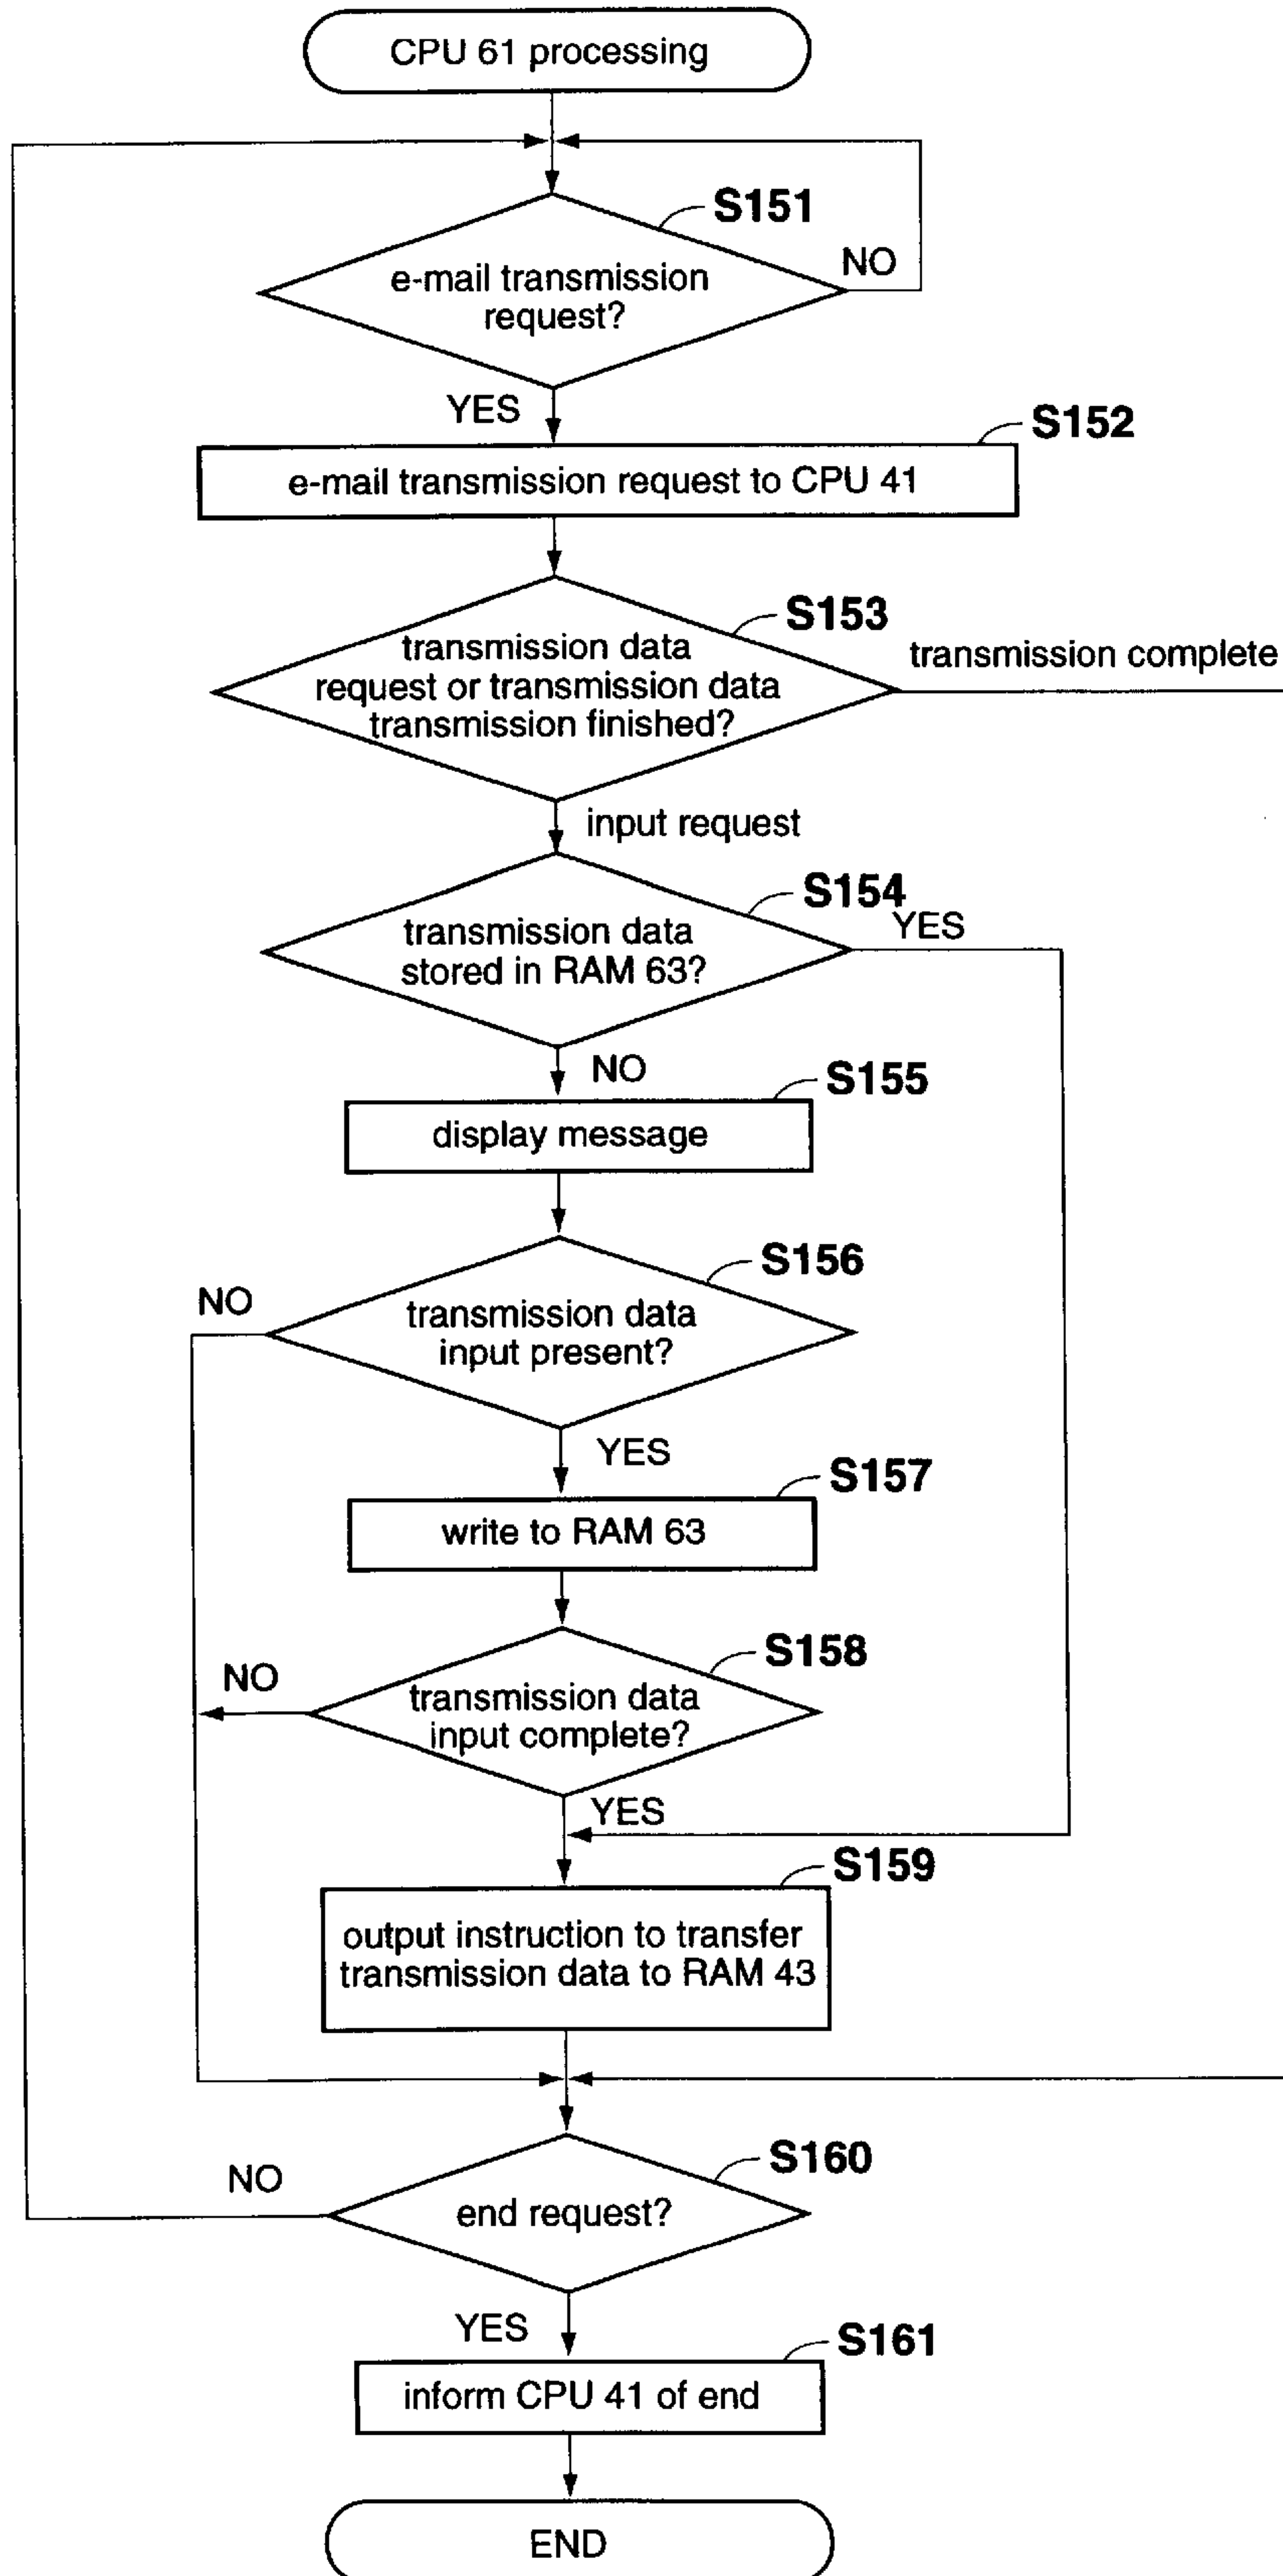 CPU 61 processing
S151
e-mail transmission
request?
NO
YES
S152
e-mail transmission request to CPU 41
S153
transmission data
request or transmission data
transmission finished?
transmission complete
input request
S154
transmission data
stored in RAM 63?
YES
NO
S155
display message
S156
NO
transmission data
input present?
YES
S157
write to RAM 63
S158
NO
transmission data
input complete?
YES
S159
output instruction to transfer
transmission data to RAM 43
S160
NO
end request?
YES
S161
inform CPU 41 of end
END